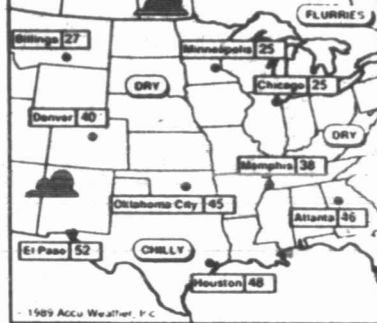 FLURRIES
Billings 27
Minneapolis 25
DRY
Chicago 25
Denver 40
DRY
Memphis 38
Oklahoma City 45
Atlanta 46
El Paso 52
CHILLY
Houston 48
1989 Accu Weather, Inc